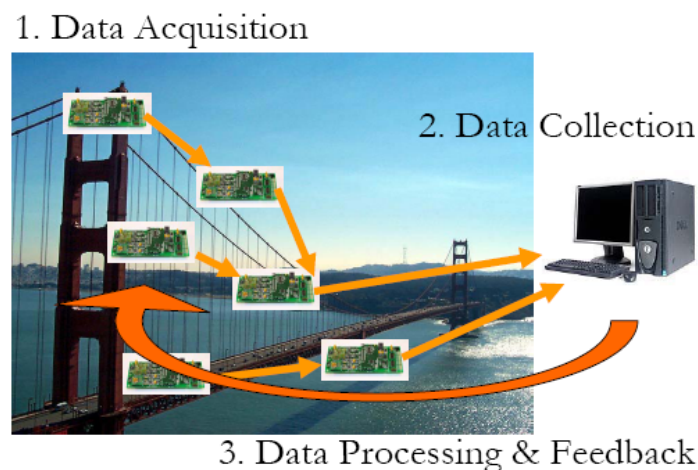 1. Data Acquisition
2. Data Collection
3. Data Processing & Feedback